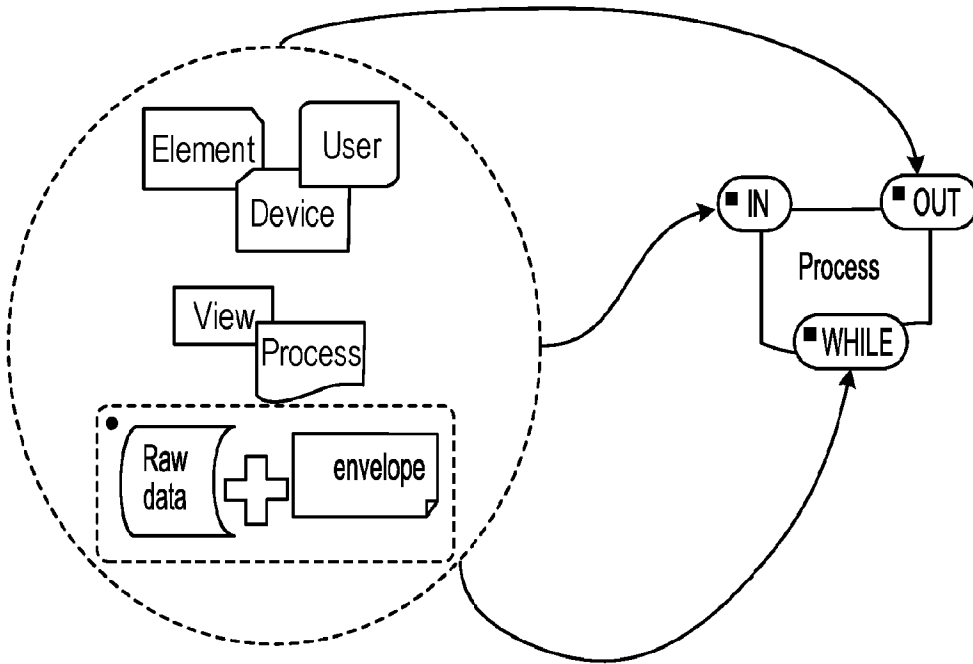 Element
User
Device
View
Process
Raw
data
envelope
IN
OUT
Process
WHILE